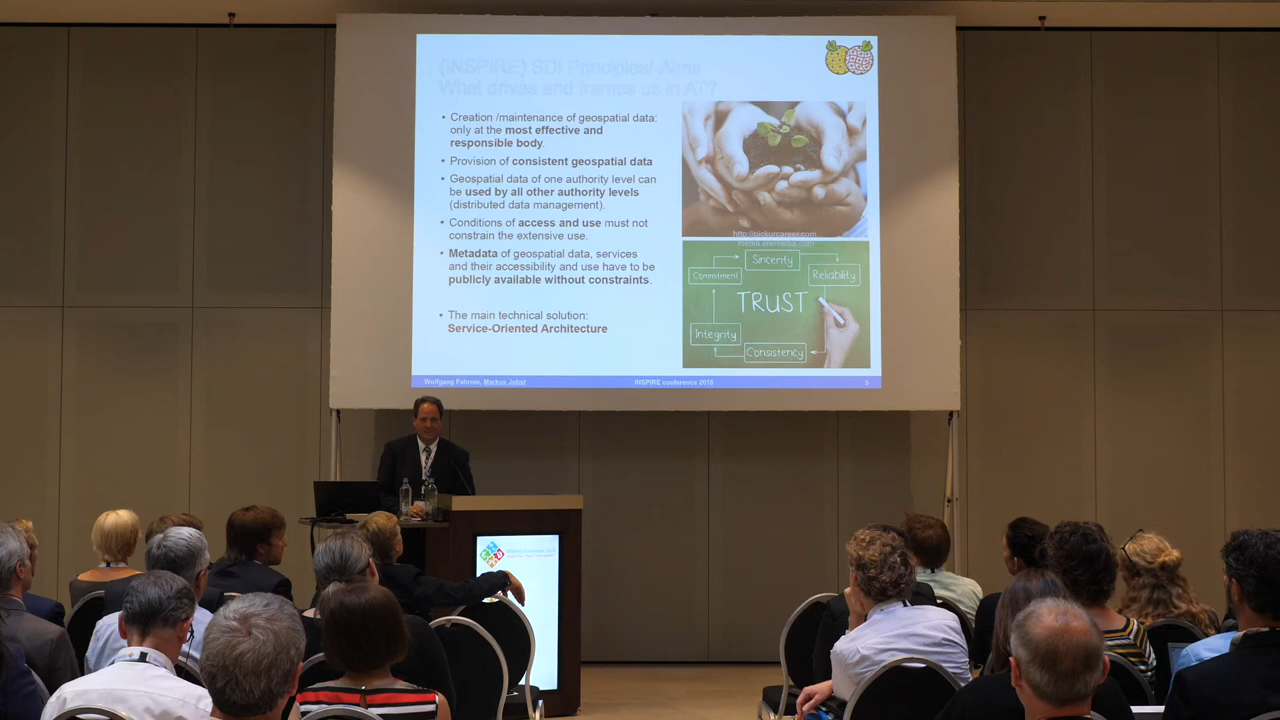 (INSPIRE) SDI Principles/ Aims
What drives and frames us in AT?
• Creation /maintenance of geospatial data:
only at the most effective and
responsible body.
• Provision of consistent geospatial data
• Geospatial data of one authority level can
be used by all other authority levels
(distributed data management).
• Conditions of access and use must not
constrain the extensive use.
• Metadata of geospatial data, services
and their accessibility and use have to be
publicly available without constraints.
• The main technical solution:
Service-Oriented Architecture
http://pickurcareer.com
media.eremedia.com
Sincerity
Commitment
Reliability
TRUST
Integrity
Consistency
Wolfgang Fahrner, Markus Jobst
INSPIRE conference 2018
5